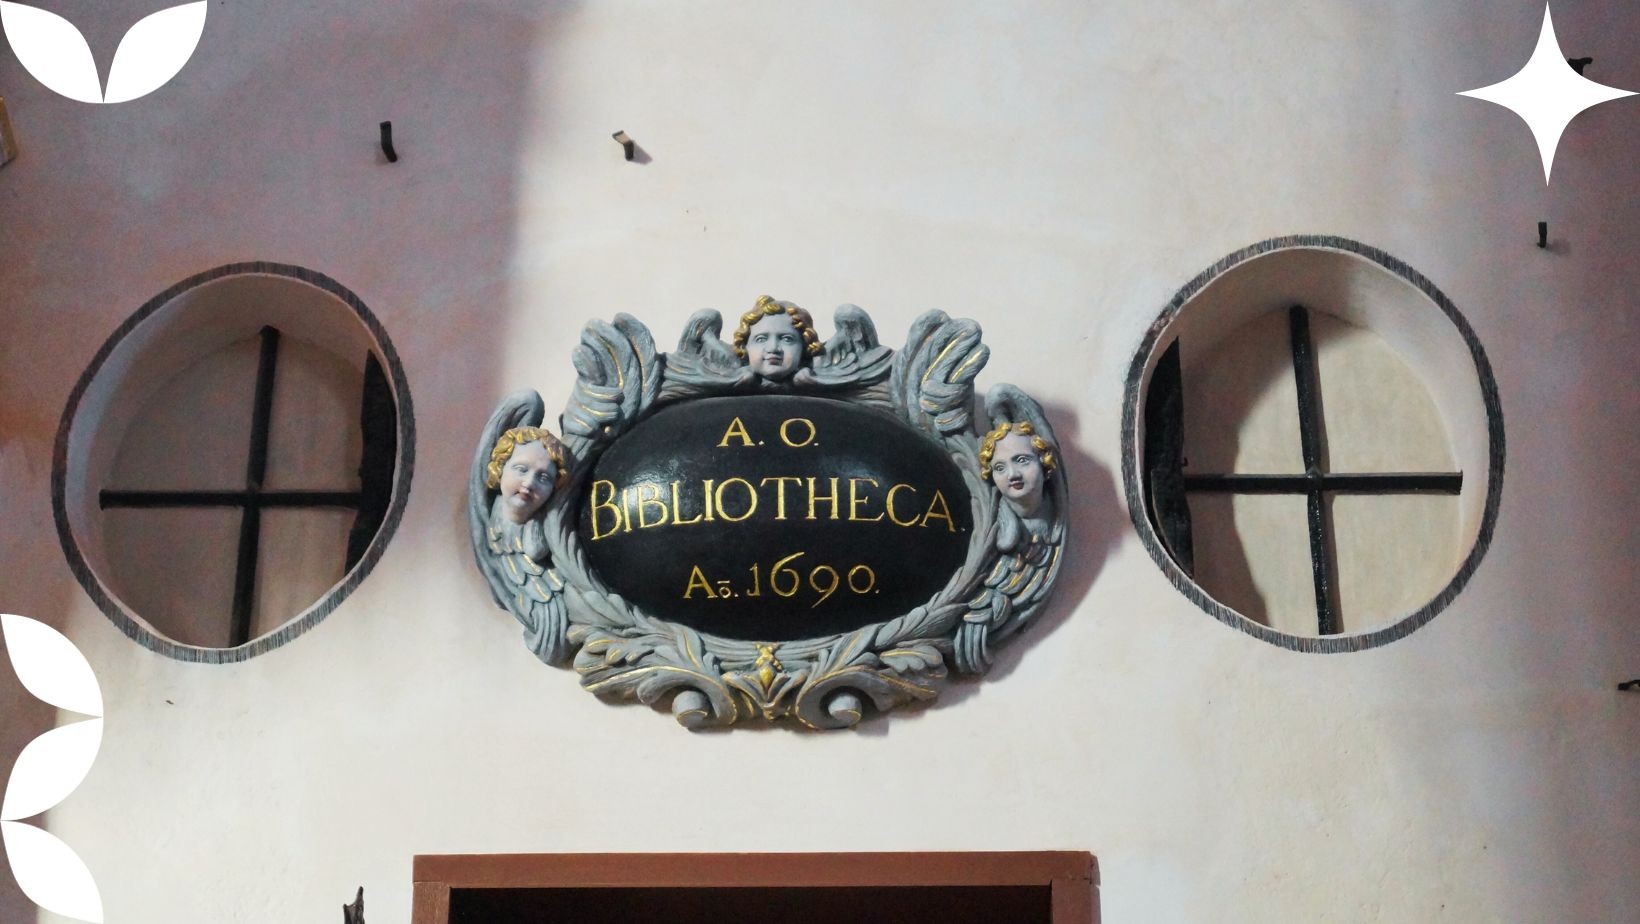 A. O.
BIBLIOTHECA.
Aō. 1690.